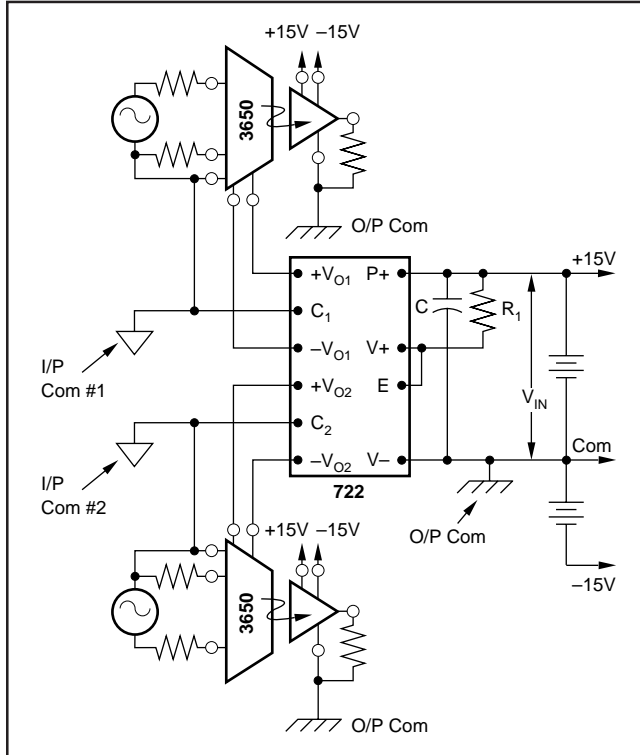 +15V –15V
3650
O/P Com
+V_O1 P+ +15V
C_1 C R_1
I/P
Com #1
–V_O1 V+
+V_O2 E
V_IN
C_2 Com
I/P
Com #2
–V_O2 V–
722
O/P Com
+15V –15V
–15V
3650
O/P Com